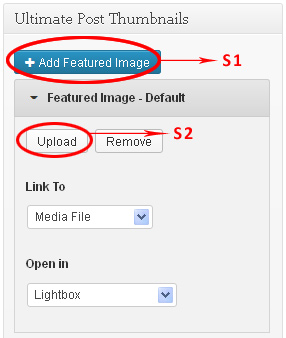 Ultimate Post Thumbnails
+ Add Featured Image
S1
Featured Image - Default
Upload
Remove
S2
Link To
Media File
Open in
Lightbox